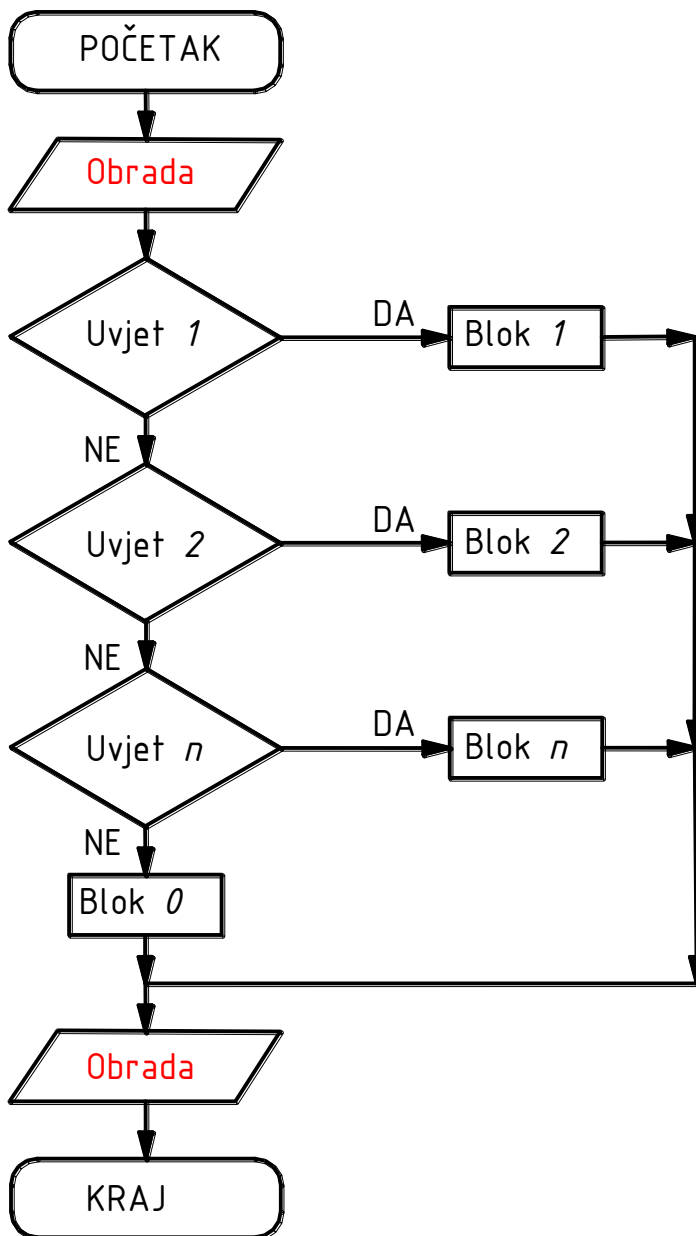 POČETAK
Obrada
Uvjet 1
DA
Blok 1
NE
Uvjet 2
DA
Blok 2
NE
Uvjet n
DA
Blok n
NE
Blok 0
Obrada
KRAJ